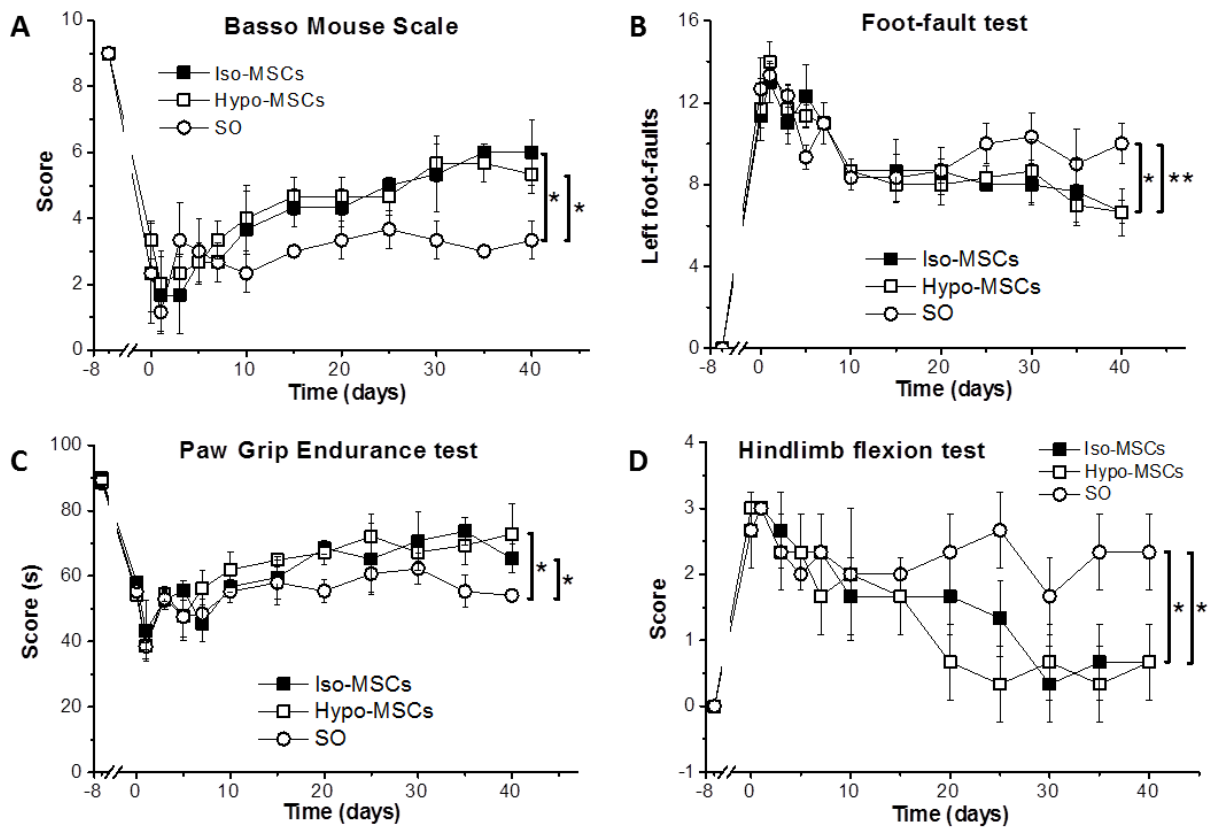 A
Basso Mouse Scale
10
8
6
4
2
0
Score
Iso-MSCs
Hypo-MSCs
SO
*
*
-8
0
10
20
30
40
Time (days)
B
Foot-fault test
16
12
8
4
0
Left foot-faults
Iso-MSCs
Hypo-MSCs
SO
*
**
-8
0
10
20
30
40
Time (days)
C
Paw Grip Endurance test
100
80
60
40
20
0
Score (s)
Iso-MSCs
Hypo-MSCs
SO
*
*
-8
0
10
20
30
40
Time (days)
D
Hindlimb flexion test
3
2
1
0
-1
Score
Iso-MSCs
Hypo-MSCs
SO
*
*
-8
0
10
20
30
40
Time (days)